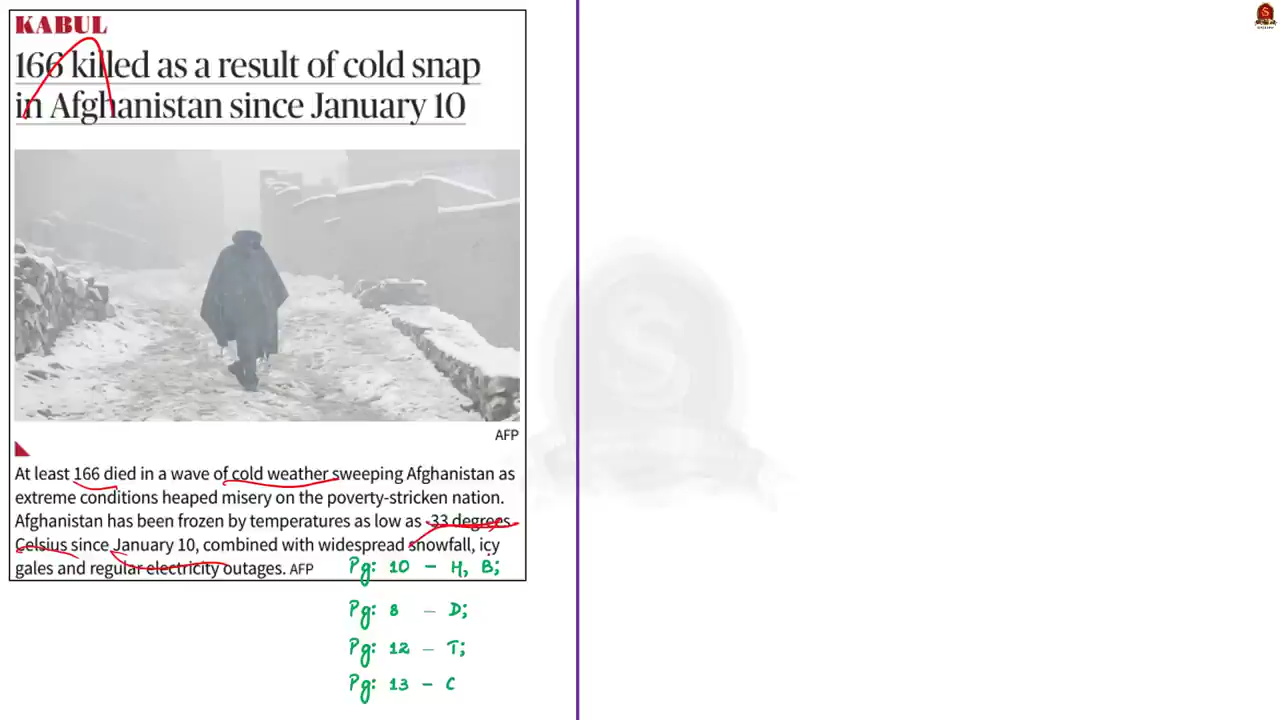 KABUL
166 killed as a result of cold snap
in Afghanistan since January 10
AFP
At least 166 died in a wave of cold weather sweeping Afghanistan as
extreme conditions heaped misery on the poverty-stricken nation.
Afghanistan has been frozen by temperatures as low as -33 degrees
Celsius since January 10, combined with widespread snowfall, icy
gales and regular electricity outages. AFP
Pg: 10 – H, B;
Pg: 8 – D;
Pg: 12 – T;
Pg: 13 – C
S
S